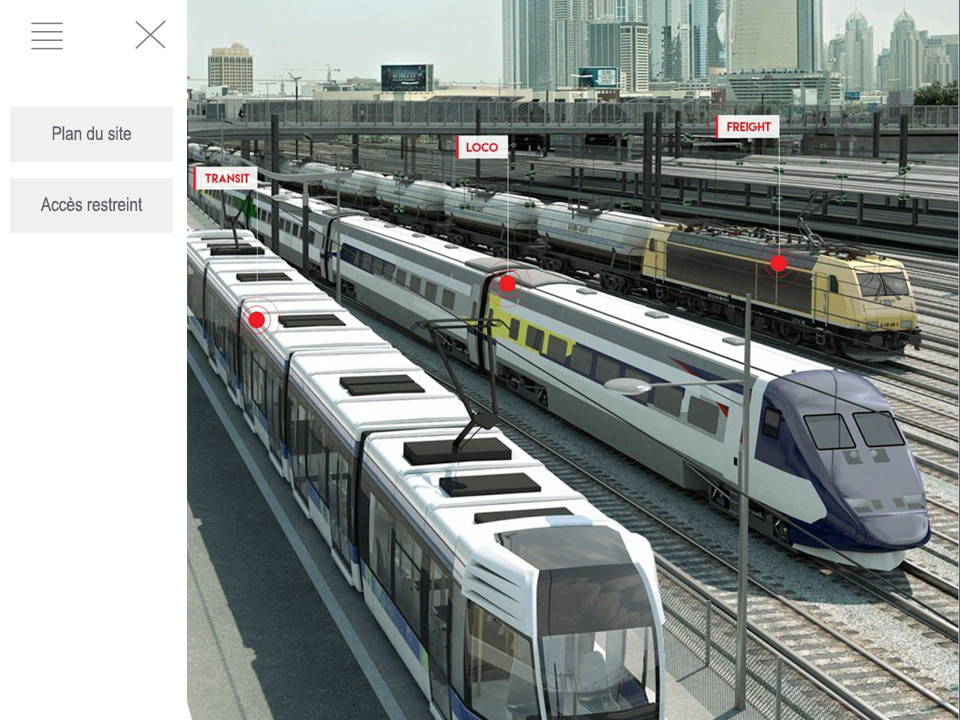 Plan du site
Accès restreint
FREIGHT
LOCO
TRANSIT